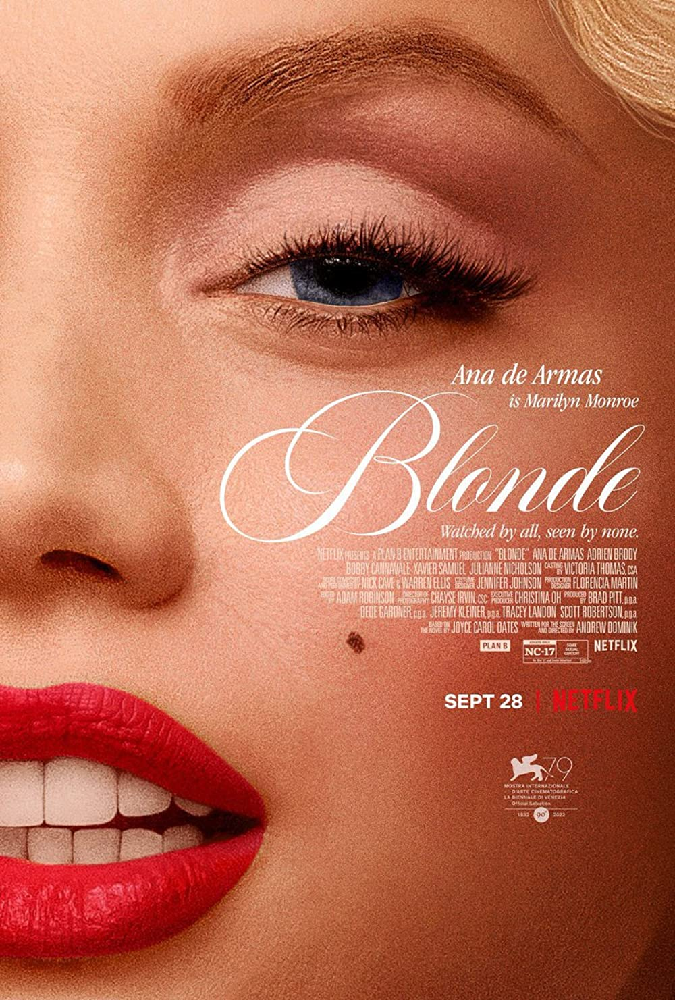 Ana de Armas
is Marilyn Monroe
Blonde
Watched by all, seen by none.
NETFLIX PRESENTS A PLAN B ENTERTAINMENT PRODUCTION "BLONDE" ANA DE ARMAS ADRIEN BRODY
BOBBY CANNAVALE XAVIER SAMUEL JULIANNE NICHOLSON CASTING BY VICTORIA THOMAS, CSA
SCORE COMPOSED AND PERFORMED BY NICK CAVE & WARREN ELLIS COSTUME DESIGNER JENNIFER JOHNSON PRODUCTION DESIGNER FLORENCIA MARTIN
EDITED BY ADAM ROBINSON DIRECTOR OF PHOTOGRAPHY CHAYSE IRVIN, CSC EXECUTIVE PRODUCER CHRISTINA OH PRODUCED BY BRAD PITT, p.g.a.
DEDE GARDNER, p.g.a. JEREMY KLEINER, p.g.a. TRACEY LANDON SCOTT ROBERTSON, p.g.a.
BASED ON THE NOVEL BY JOYCE CAROL OATES WRITTEN FOR THE SCREEN AND DIRECTED BY ANDREW DOMINIK
PLAN B
ADULTS ONLY
NC-17
SOME SEXUAL CONTENT
NETFLIX
SEPT 28 | NETFLIX
79
MOSTRA INTERNAZIONALE
D'ARTE CINEMATOGRAFICA
LA BIENNALE DI VENEZIA
Official Selection
1932 90° 2022